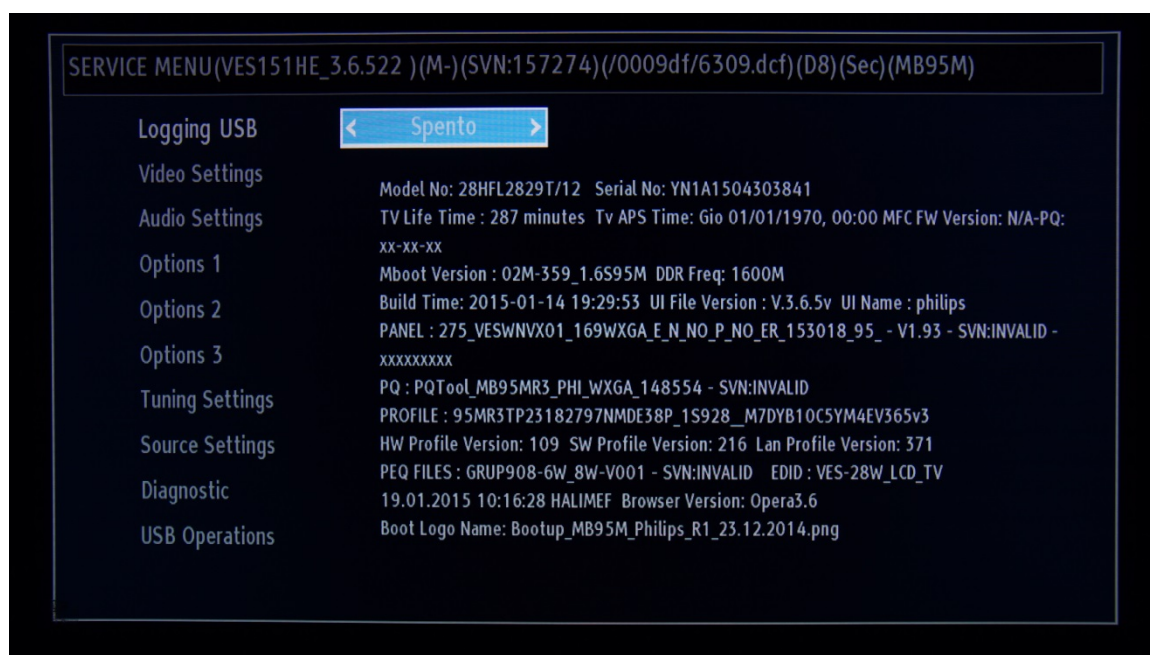 SERVICE MENU(VES151HE_3.6.522 )(M-)(SVN:157274)(/0009df/6309.dcf)(D8)(Sec)(MB95M)
Logging USB < Spento >
Video Settings
Audio Settings
Options 1
Options 2
Options 3
Tuning Settings
Source Settings
Diagnostic
USB Operations
Model No: 28HFL2829T/12 Serial No: YN1A1504303841
TV Life Time : 287 minutes Tv APS Time: Gio 01/01/1970, 00:00 MFC FW Version: N/A-PQ:
xx-xx-xx
Mboot Version : 02M-359_1.6S95M DDR Freq: 1600M
Build Time: 2015-01-14 19:29:53 UI File Version : V.3.6.5v UI Name : philips
PANEL : 275_VESWNVX01_169WXGA_E_N_NO_P_NO_ER_153018_95_ - V1.93 - SVN:INVALID -
xxxxxxxxx
PQ : PQTool_MB95MR3_PHI_WXGA_148554 - SVN:INVALID
PROFILE : 95MR3TP23182797NMDE38P_1S928__M7DYB10C5YM4EV365v3
HW Profile Version: 109 SW Profile Version: 216 Lan Profile Version: 371
PEQ FILES : GRUP908-6W_8W-V001 - SVN:INVALID EDID : VES-28W_LCD_TV
19.01.2015 10:16:28 HALIMEF Browser Version: Opera3.6
Boot Logo Name: Bootup_MB95M_Philips_R1_23.12.2014.png